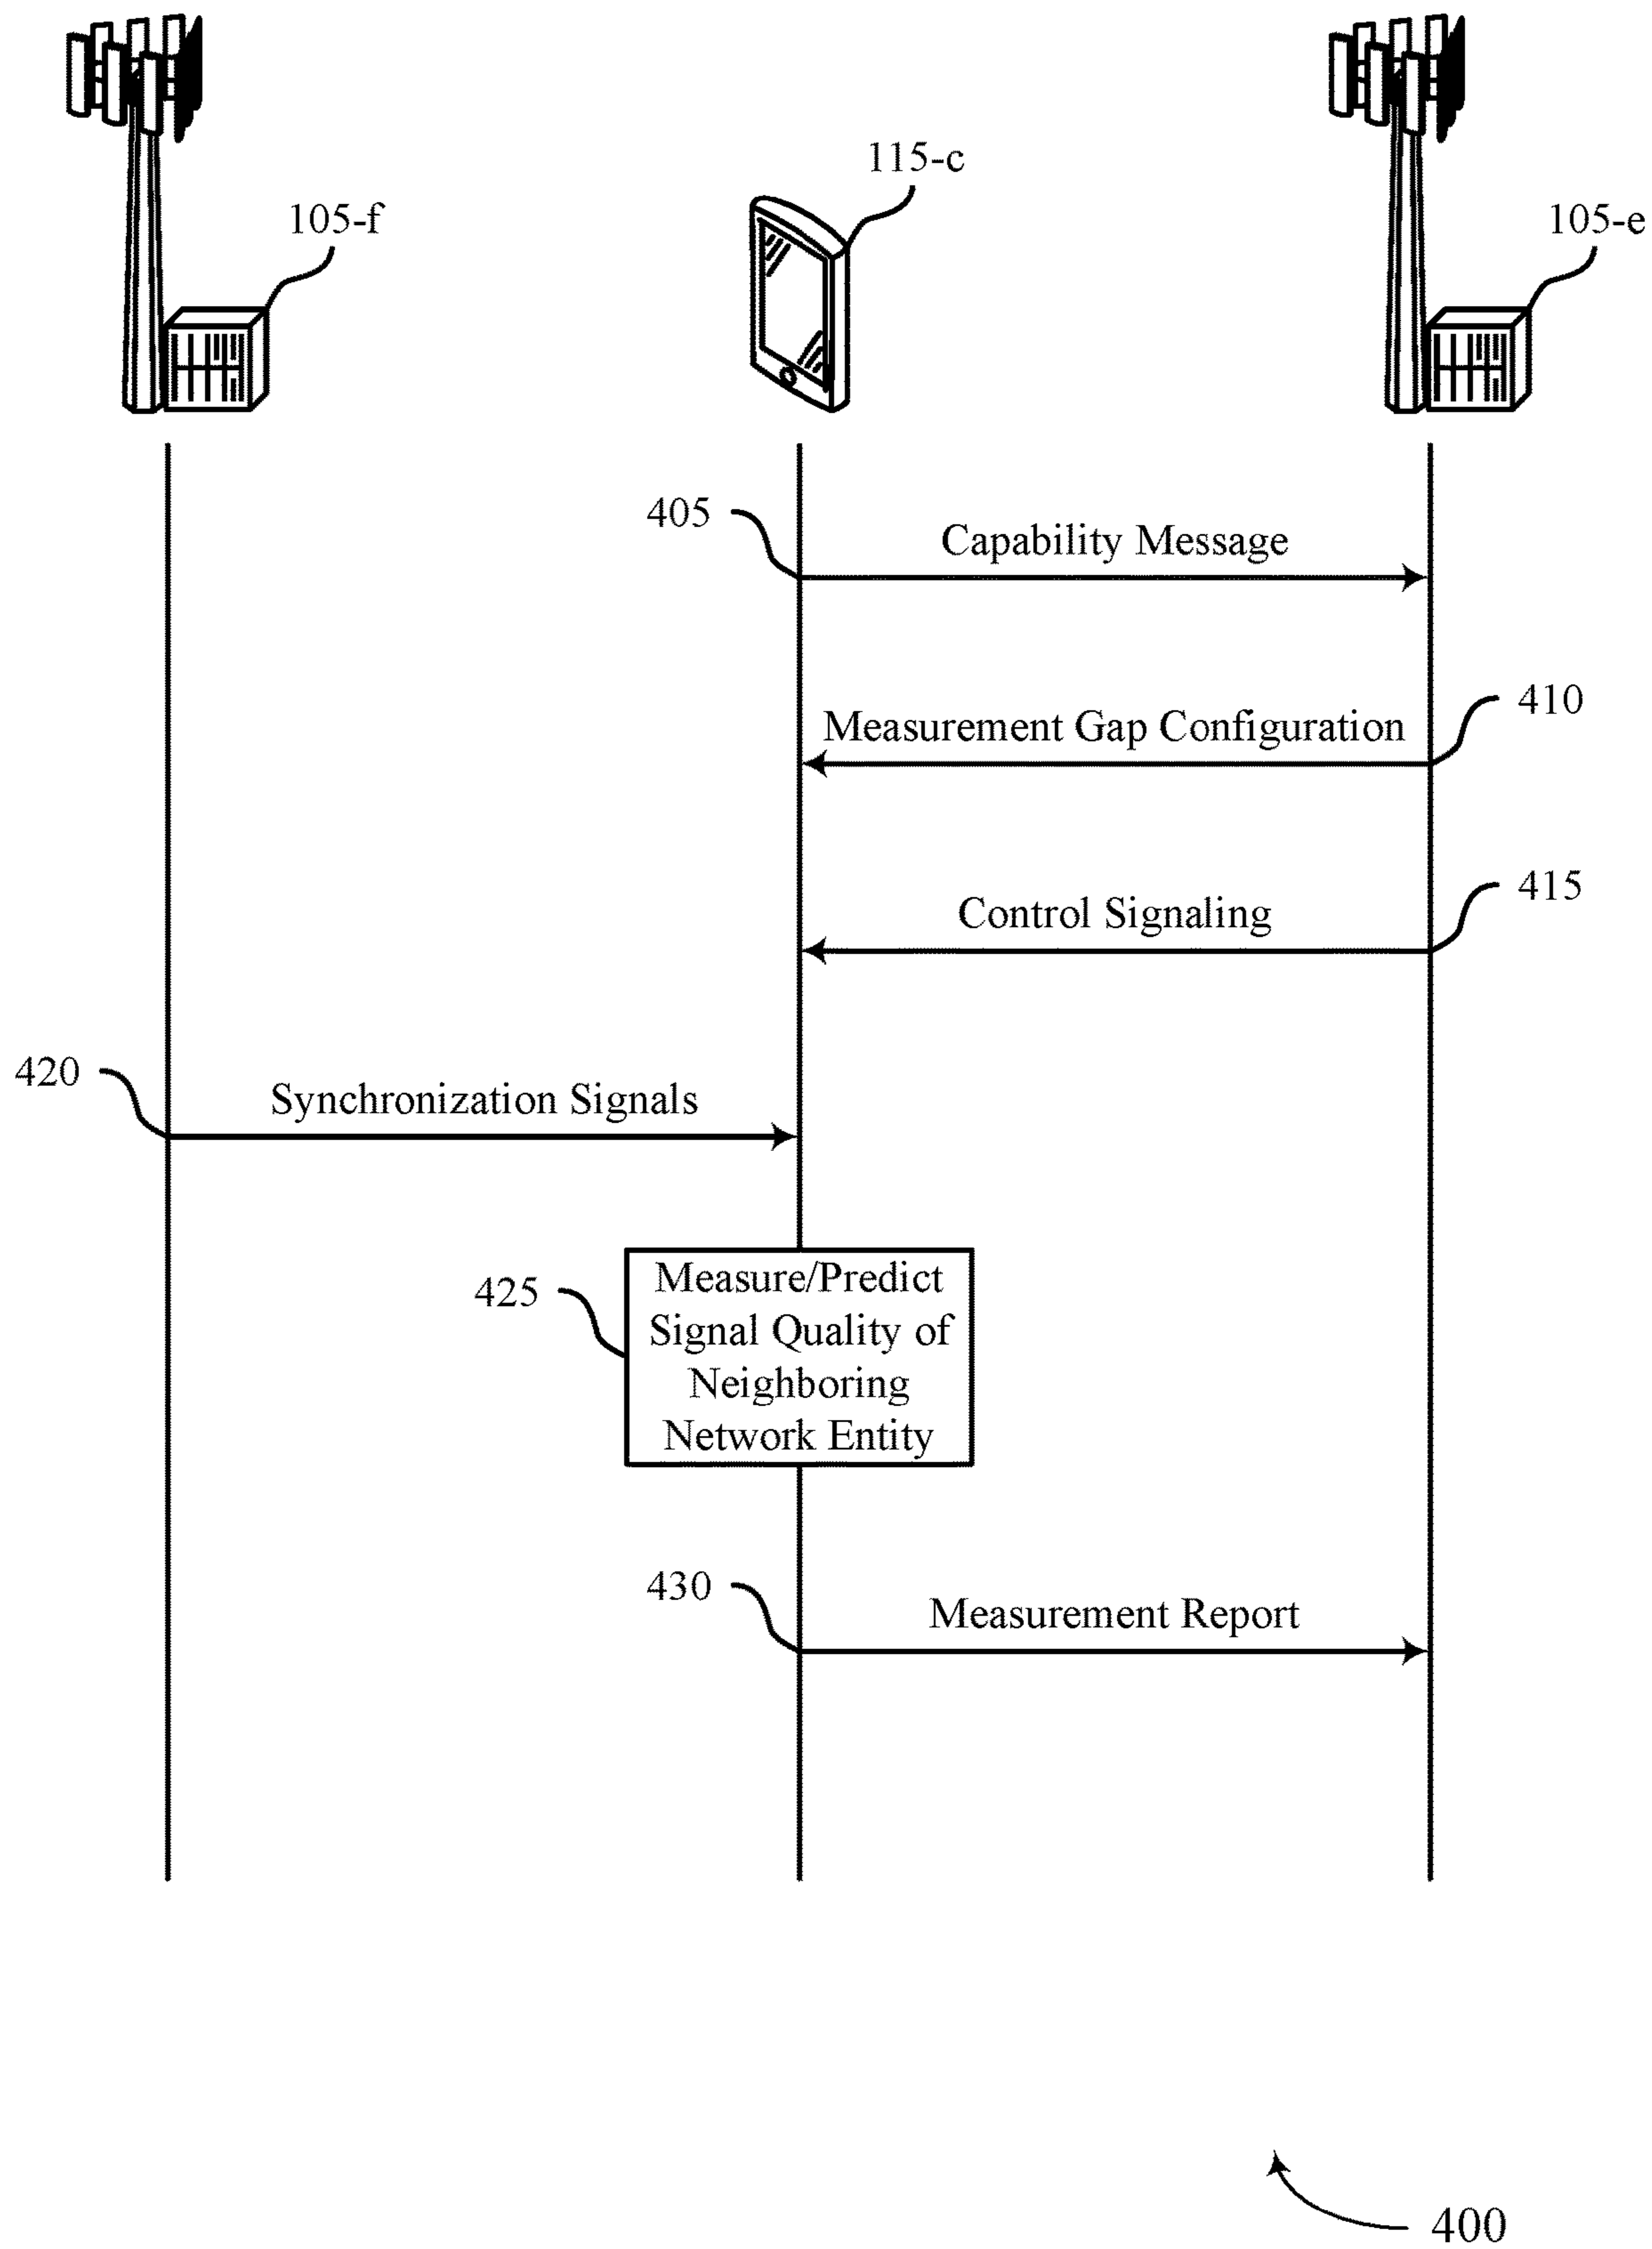 115-c
105-f
105-e
405
Capability Message
410
Measurement Gap Configuration
415
Control Signaling
420
Synchronization Signals
425
Measure/Predict
Signal Quality of
Neighboring
Network Entity
430
Measurement Report
400